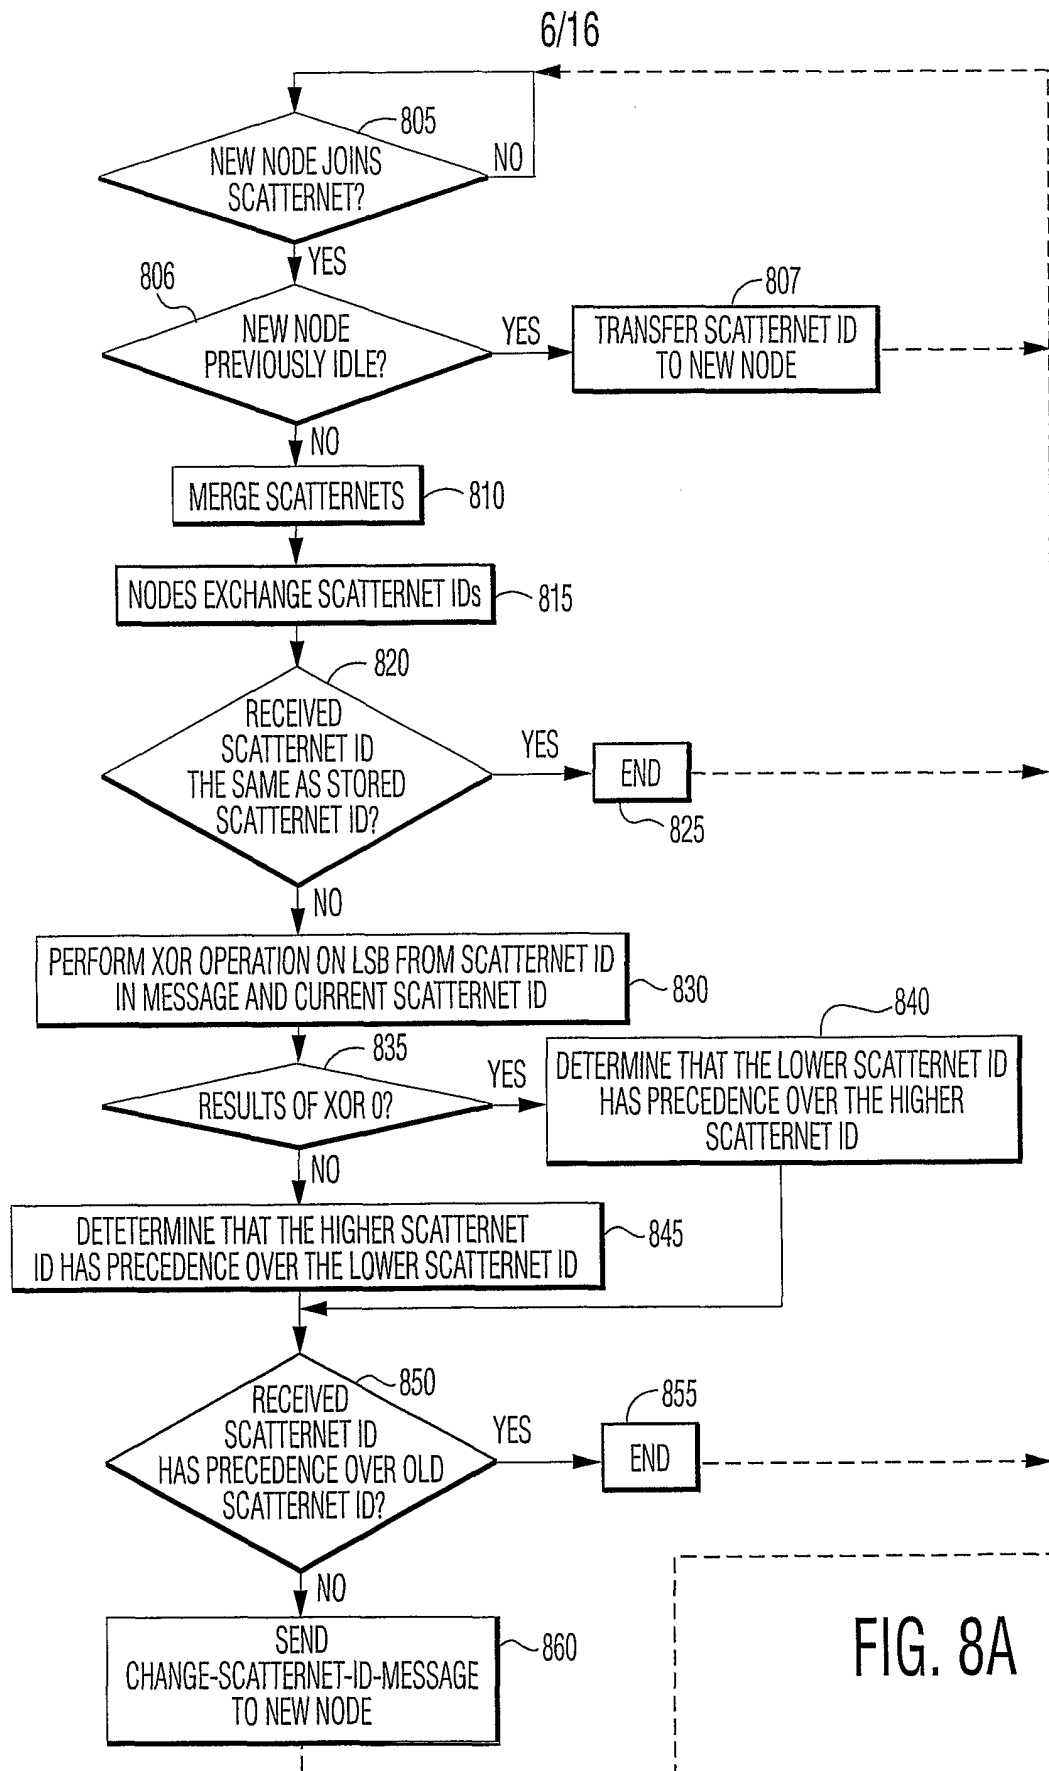 6/16
805
NEW NODE JOINS
SCATTERNET?
NO
YES
806
NEW NODE
PREVIOUSLY IDLE?
YES
807
TRANSFER SCATTERNET ID
TO NEW NODE
NO
MERGE SCATTERNETS
810
NODES EXCHANGE SCATTERNET IDs
815
820
RECEIVED
SCATTERNET ID
THE SAME AS STORED
SCATTERNET ID?
YES
END
825
NO
PERFORM XOR OPERATION ON LSB FROM SCATTERNET ID
IN MESSAGE AND CURRENT SCATTERNET ID
830
835
RESULTS OF XOR 0?
YES
840
DETERMINE THAT THE LOWER SCATTERNET ID
HAS PRECEDENCE OVER THE HIGHER
SCATTERNET ID
NO
DETETERMINE THAT THE HIGHER SCATTERNET
ID HAS PRECEDENCE OVER THE LOWER SCATTERNET ID
845
850
RECEIVED
SCATTERNET ID
HAS PRECEDENCE OVER OLD
SCATTERNET ID?
YES
855
END
NO
SEND
CHANGE-SCATTERNET-ID-MESSAGE
TO NEW NODE
860
FIG. 8A